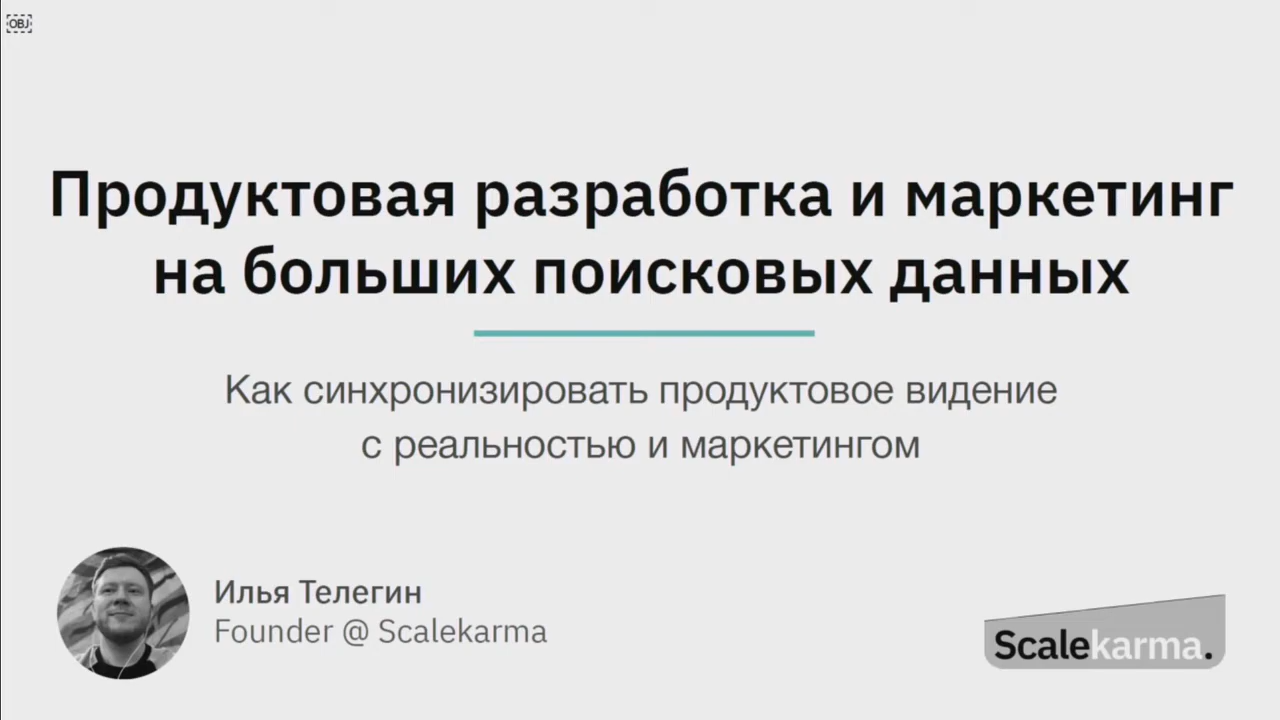 OBJ
Продуктовая разработка и маркетинг
на больших поисковых данных
Как синхронизировать продуктовое видение
с реальностью и маркетингом
Илья Телегин
Founder @ Scalekarma
Scalekarma.